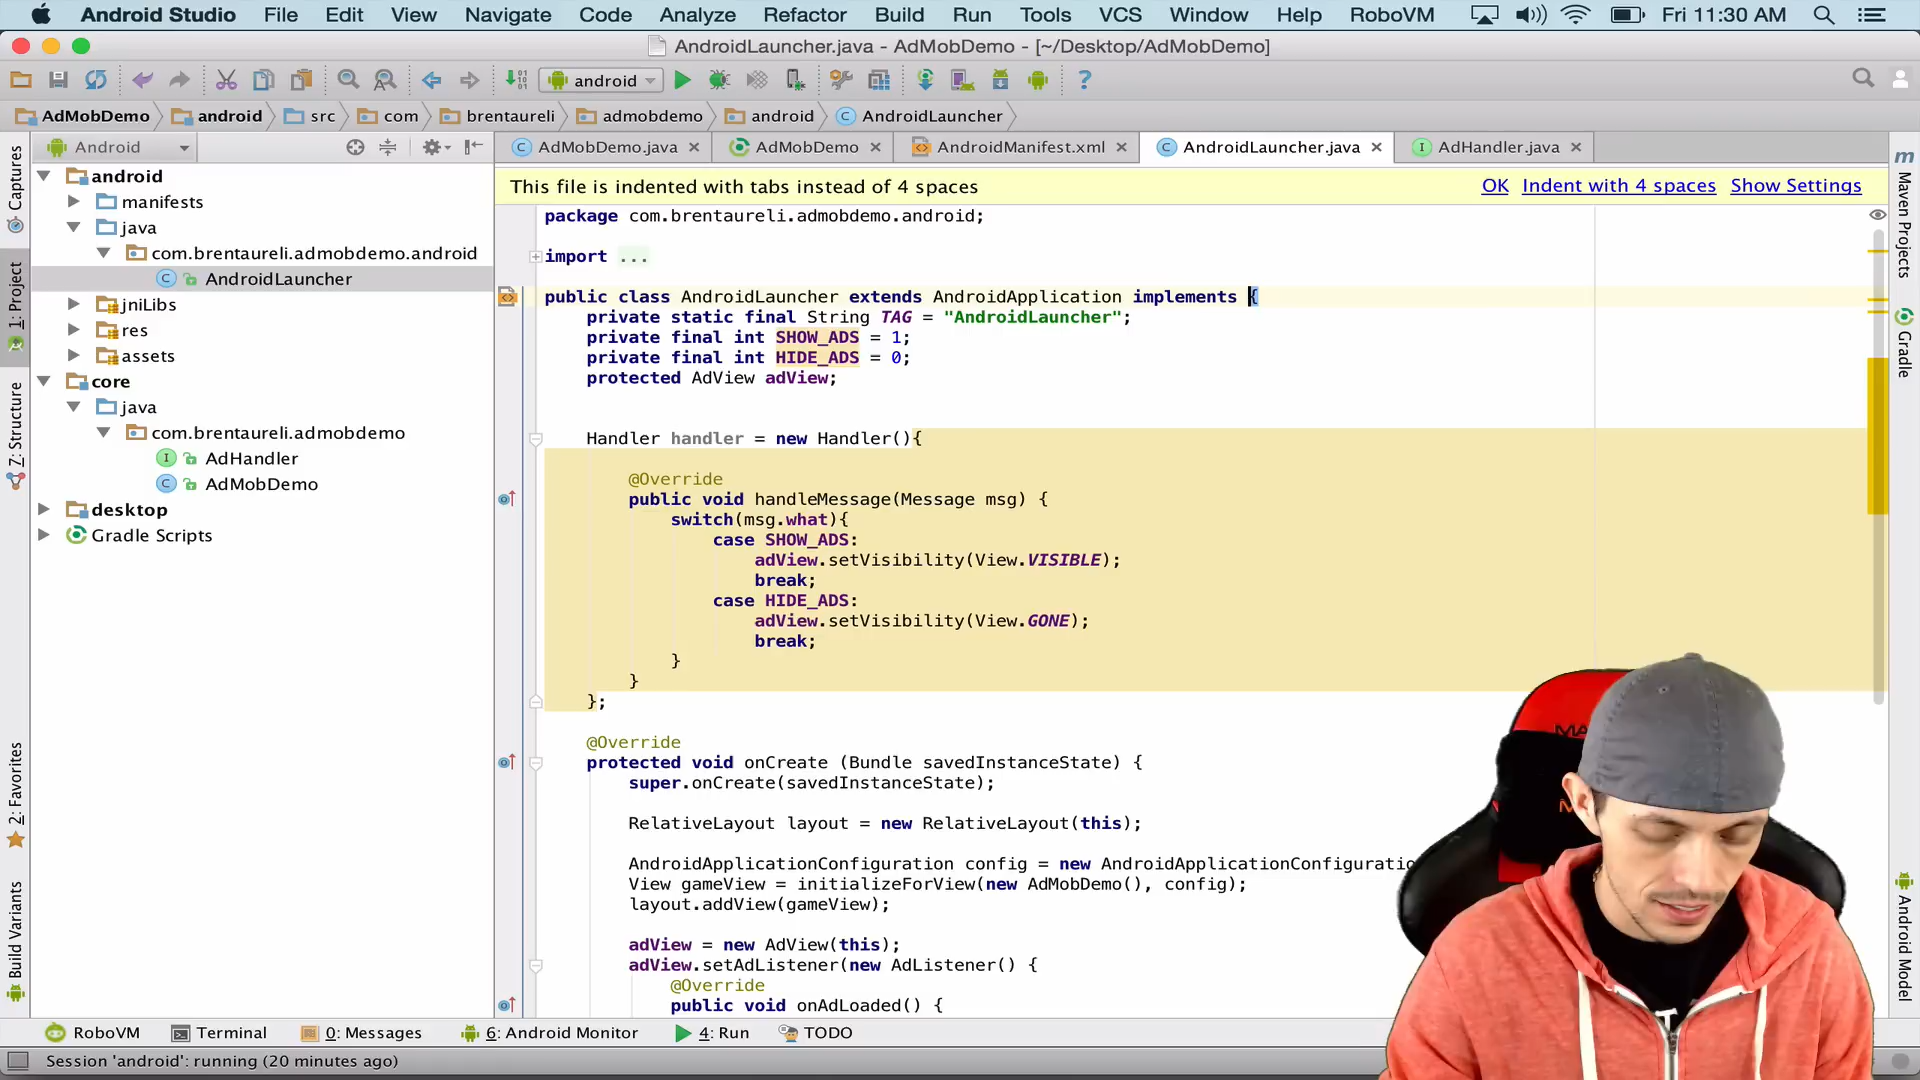 Android Studio File Edit View Navigate Code Analyze Refactor Build Run Tools VCS Window Help RoboVM Fri 11:30 AM
AndroidLauncher.java - AdMobDemo - [~/Desktop/AdMobDemo]
android
AdMobDemo android src com brentaureli admobdemo android AndroidLauncher
Captures
1: Project
Z: Structure
2: Favorites
Build Variants
Android
android
manifests
java
com.brentaureli.admobdemo.android
AndroidLauncher
jniLibs
res
assets
core
java
com.brentaureli.admobdemo
AdHandler
AdMobDemo
desktop
Gradle Scripts
AdMobDemo.java AdMobDemo AndroidManifest.xml AndroidLauncher.java AdHandler.java
This file is indented with tabs instead of 4 spaces OK Indent with 4 spaces Show Settings
package com.brentaureli.admobdemo.android;
import ...
public class AndroidLauncher extends AndroidApplication implements {
private static final String TAG = "AndroidLauncher";
private final int SHOW_ADS = 1;
private final int HIDE_ADS = 0;
protected AdView adView;
Handler handler = new Handler(){
@Override
public void handleMessage(Message msg) {
switch(msg.what){
case SHOW_ADS:
adView.setVisibility(View.VISIBLE);
break;
case HIDE_ADS:
adView.setVisibility(View.GONE);
break;
}
}
};
@Override
protected void onCreate (Bundle savedInstanceState) {
super.onCreate(savedInstanceState);
RelativeLayout layout = new RelativeLayout(this);
AndroidApplicationConfiguration config = new AndroidApplicationConfiguratio
View gameView = initializeForView(new AdMobDemo(), config);
layout.addView(gameView);
adView = new AdView(this);
adView.setAdListener(new AdListener() {
@Override
public void onAdLoaded() {
m Maven Projects
Gradle
Android Model
RoboVM Terminal 0: Messages 6: Android Monitor 4: Run TODO
Session 'android': running (20 minutes ago)